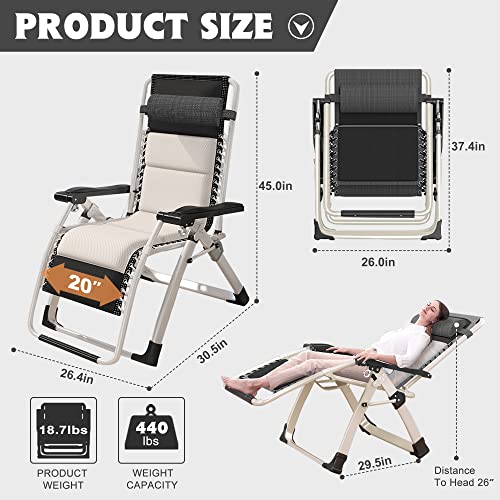 PRODUCT SIZE
45.0in
20"
26.4in
30.5in
37.4in
26.0in
18.7lbs
PRODUCT
WEIGHT
440
lbs
WEIGHT
CAPACITY
29.5in
Distance
To Head 26"